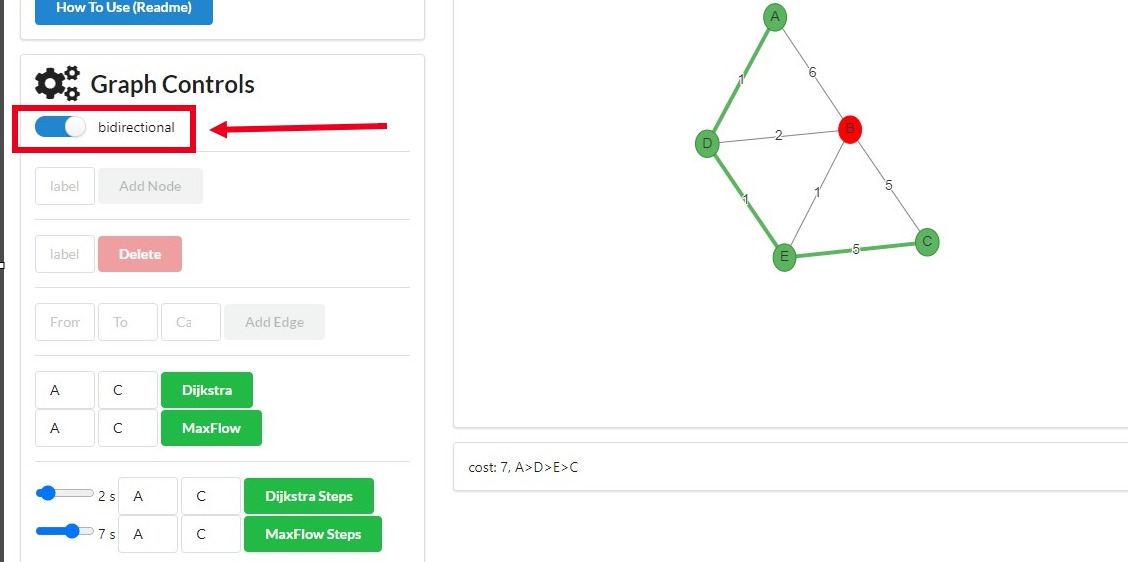 How To Use (Readme)
Graph Controls
bidirectional
label Add Node
label Delete
From To Ca Add Edge
A C Dijkstra
A C MaxFlow
2 s A C Dijkstra Steps
7 s A C MaxFlow Steps
A
6
1
B
D
2
1
1
5
C
5
E
cost: 7, A>D>E>C